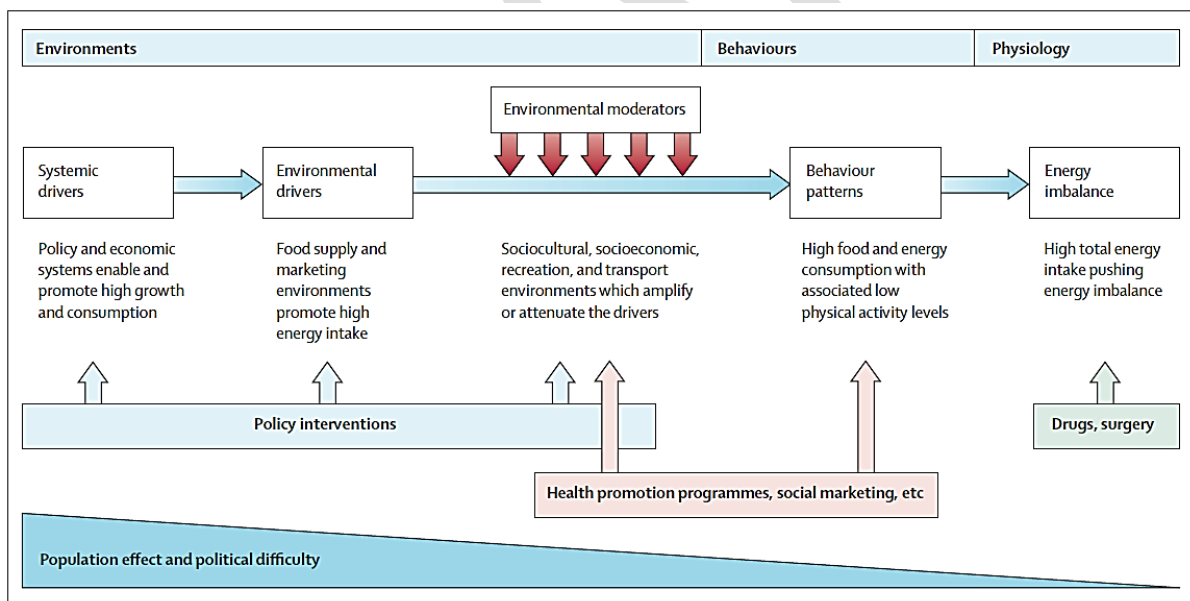 Environments
Behaviours
Physiology
Environmental moderators
Systemic
drivers
Environmental
drivers
Behaviour
patterns
Energy
imbalance
Policy and economic
systems enable and
promote high growth
and consumption
Food supply and
marketing
environments
promote high
energy intake
Sociocultural, socioeconomic,
recreation, and transport
environments which amplify
or attenuate the drivers
High food and energy
consumption with
associated low
physical activity levels
High total energy
intake pushing
energy imbalance
Policy interventions
Drugs, surgery
Health promotion programmes, social marketing, etc
Population effect and political difficulty